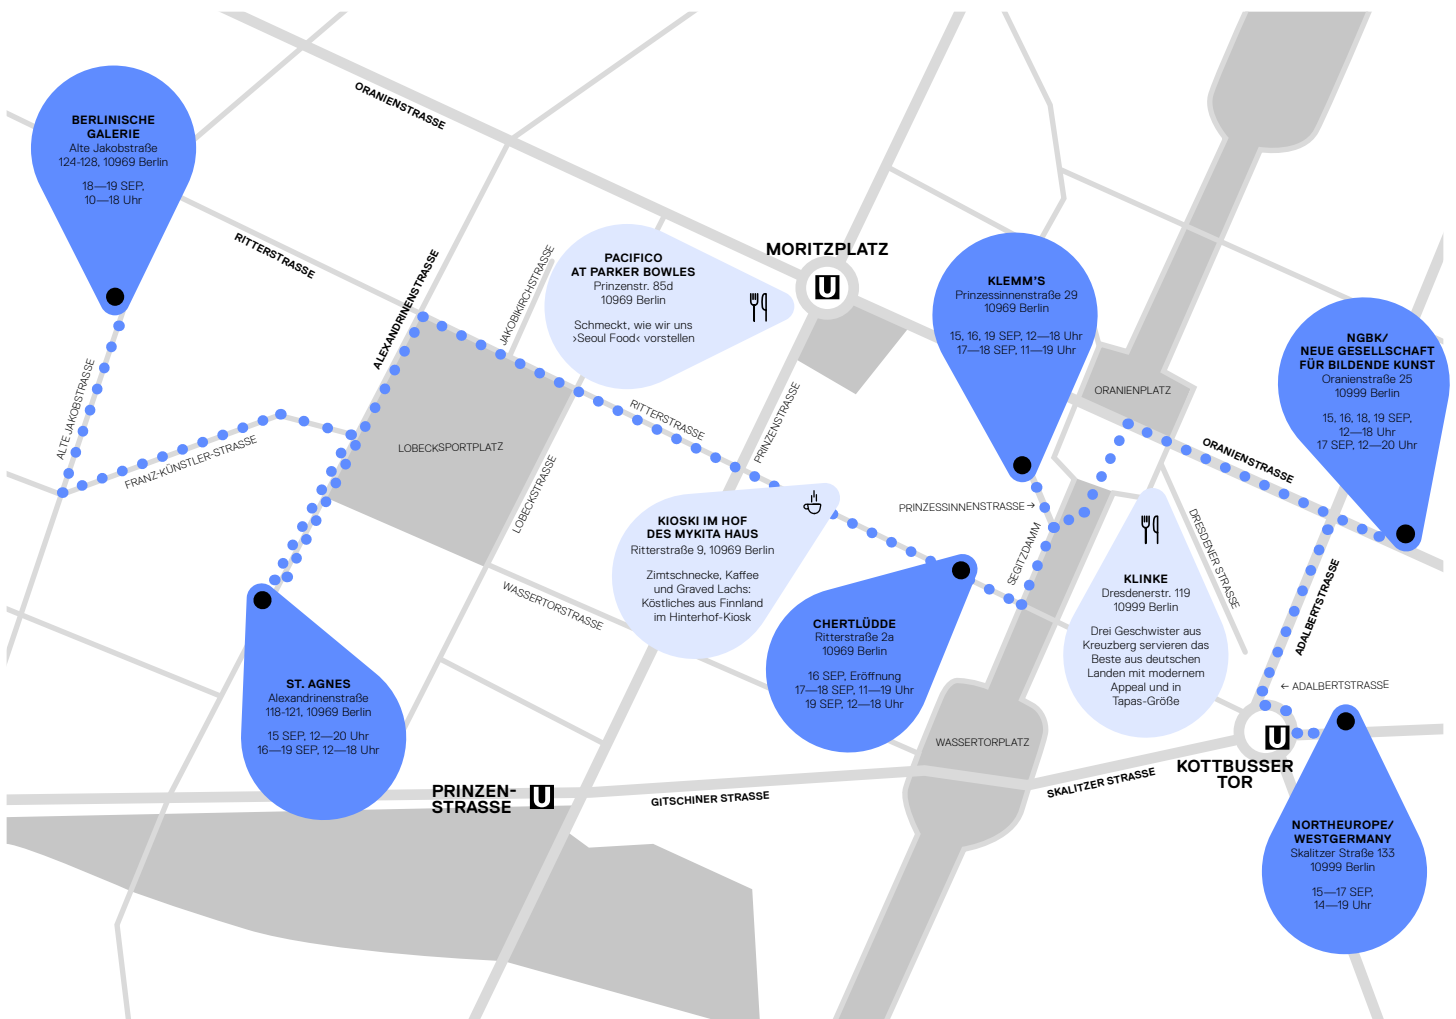 BERLINISCHE
GALERIE
Alte Jakobstraße
124-128, 10969 Berlin
18—19 SEP,
10—18 Uhr
ORANIENSTRASSE
RITTERSTRASSE
ALEXANDRINENSTRASSE
JAKOBIKIRCHSTRASSE
ALTE JAKOBSTRASSE
FRANZ-KÜNSTLER-STRASSE
LOBECKSPORTPLATZ
LOBECKSTRASSE
PACIFICO
AT PARKER BOWLES
Prinzenstr. 85d
10969 Berlin
Schmeckt, wie wir uns
›Seoul Food‹ vorstellen
MORITZPLATZ
U
RITTERSTRASSE
PRINZENSTRASSE
KLEMM'S
Prinzessinnenstraße 29
10969 Berlin
15, 16, 19 SEP, 12—18 Uhr
17—18 SEP, 11—19 Uhr
ORANIENPLATZ
NGBK/
NEUE GESELLSCHAFT
FÜR BILDENDE KUNST
Oranienstraße 25
10999 Berlin
15, 16, 18, 19 SEP,
12—18 Uhr
17 SEP, 12—20 Uhr
ORANIENSTRASSE
PRINZESSINNENSTRASSE →
SEGITZDAMM
DRESDENER STRASSE
KIOSKI IM HOF
DES MYKITA HAUS
Ritterstraße 9, 10969 Berlin
Zimtschnecke, Kaffee
und Graved Lachs:
Köstliches aus Finnland
im Hinterhof-Kiosk
WASSERTORSTRASSE
CHERTLÜDDE
Ritterstraße 2a
10969 Berlin
16 SEP, Eröffnung
17—18 SEP, 11—19 Uhr
19 SEP, 12—18 Uhr
KLINKE
Dresdenerstr. 119
10999 Berlin
Drei Geschwister aus
Kreuzberg servieren das
Beste aus deutschen
Landen mit modernem
Appeal und in
Tapas-Größe
ADALBERTSTRASSE
← ADALBERTSTRASSE
ST. AGNES
Alexandrinenstraße
118-121, 10969 Berlin
15 SEP, 12—20 Uhr
16—19 SEP, 12—18 Uhr
WASSERTORPLATZ
U
KOTTBUSSER
TOR
PRINZEN-
STRASSE
U
GITSCHINER STRASSE
SKALITZER STRASSE
NORTHEUROPE/
WESTGERMANY
Skalitzer Straße 133
10999 Berlin
15—17 SEP,
14—19 Uhr